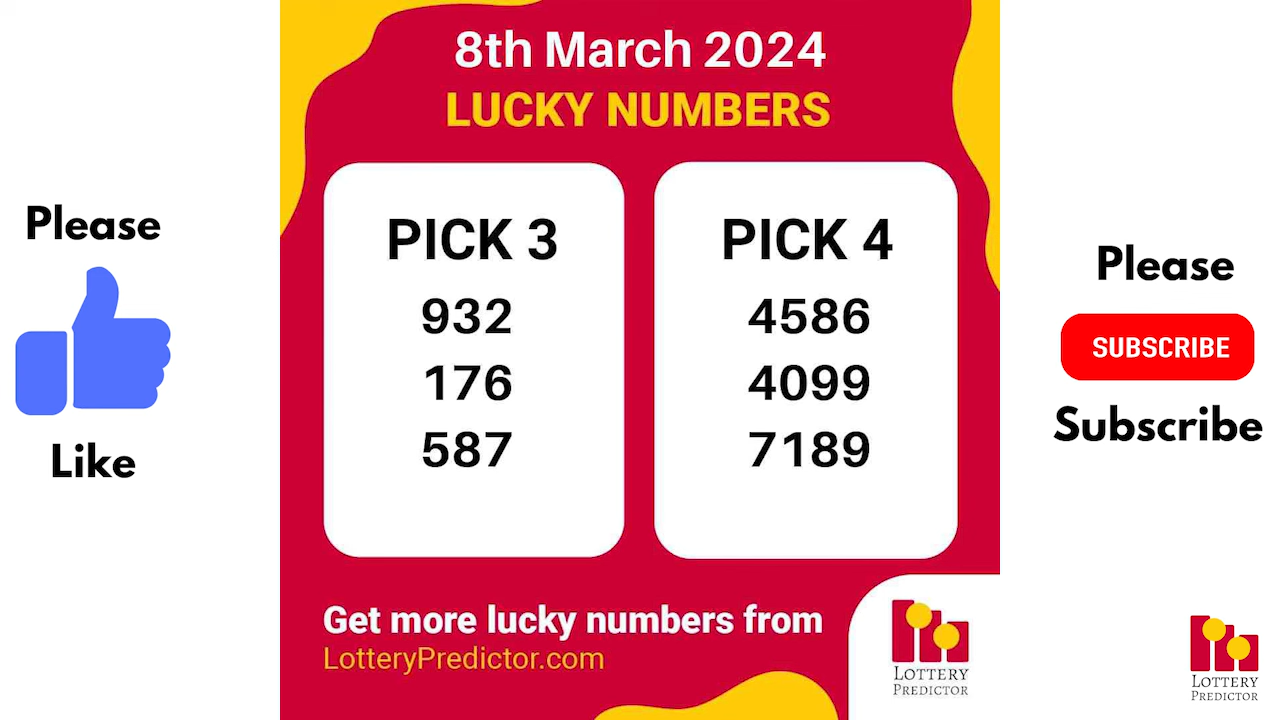 8th March 2024
LUCKY NUMBERS
Please
Like
PICK 3
932
176
587
PICK 4
4586
4099
7189
Please
SUBSCRIBE
Subscribe
Get more lucky numbers from
LotteryPredictor.com
LOTTERY
PREDICTOR
LOTTERY
PREDICTOR